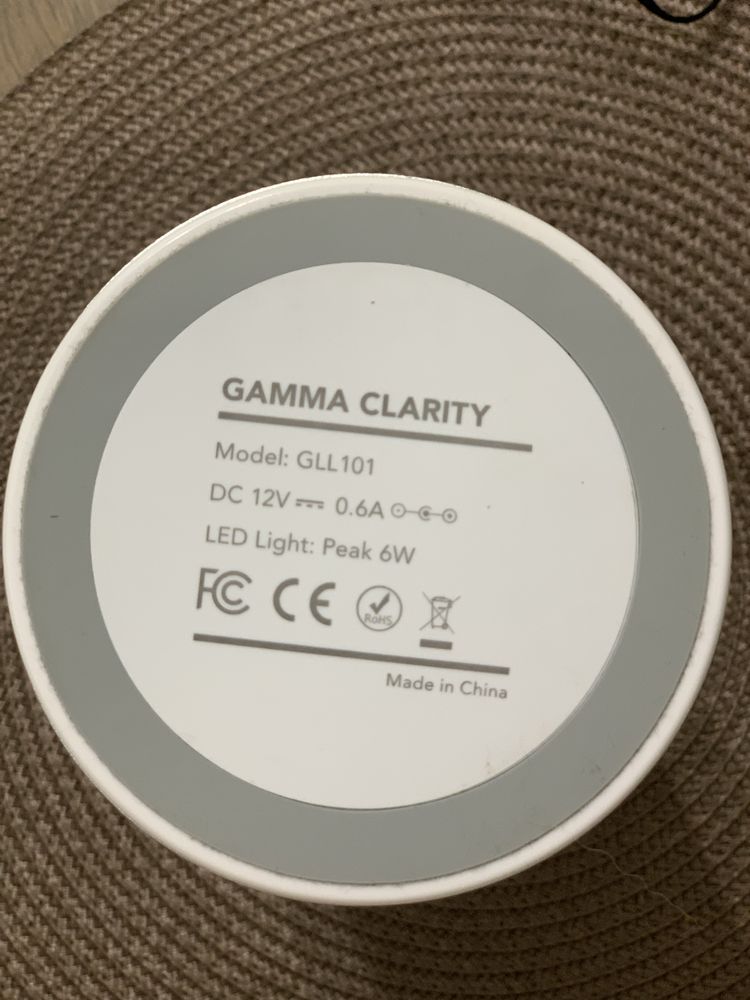 GAMMA CLARITY
Model: GLL101
DC 12V⎓ 0.6A
LED Light: Peak 6W
FC CE RoHS
Made in China